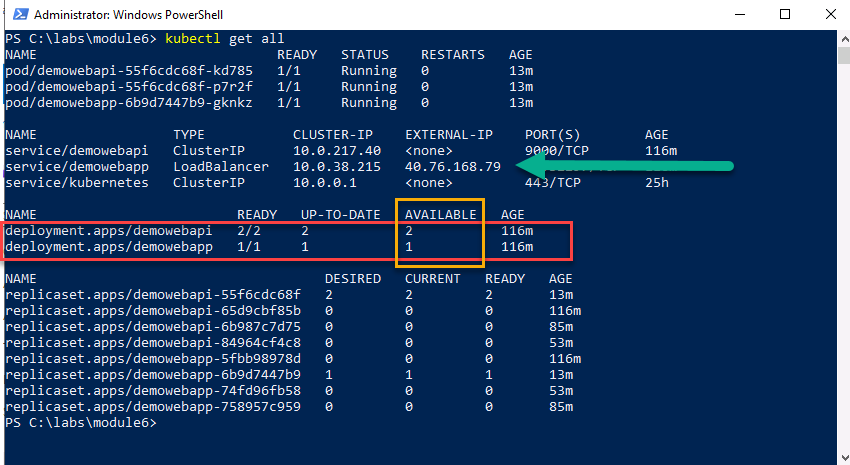 Administrator: Windows PowerShell
PS C:\labs\module6> kubectl get all
NAME READY STATUS RESTARTS AGE
pod/demowebapi-55f6cdc68f-kd785 1/1 Running 0 13m
pod/demowebapi-55f6cdc68f-p7r2f 1/1 Running 0 13m
pod/demowebapp-6b9d7447b9-gknkz 1/1 Running 0 13m
NAME TYPE CLUSTER-IP EXTERNAL-IP PORT(S) AGE
service/demowebapi ClusterIP 10.0.217.40 <none> 9000/TCP 116m
service/demowebapp LoadBalancer 10.0.38.215 40.76.168.79
service/kubernetes ClusterIP 10.0.0.1 <none> 443/TCP 25h
NAME READY UP-TO-DATE AVAILABLE AGE
deployment.apps/demowebapi 2/2 2 2 116m
deployment.apps/demowebapp 1/1 1 1 116m
NAME DESIRED CURRENT READY AGE
replicaset.apps/demowebapi-55f6cdc68f 2 2 2 13m
replicaset.apps/demowebapi-65d9cbf85b 0 0 0 116m
replicaset.apps/demowebapi-6b987c7d75 0 0 0 85m
replicaset.apps/demowebapi-84964cf4c8 0 0 0 53m
replicaset.apps/demowebapp-5fbb98978d 0 0 0 116m
replicaset.apps/demowebapp-6b9d7447b9 1 1 1 13m
replicaset.apps/demowebapp-74fd96fb58 0 0 0 53m
replicaset.apps/demowebapp-758957c959 0 0 0 85m
PS C:\labs\module6>